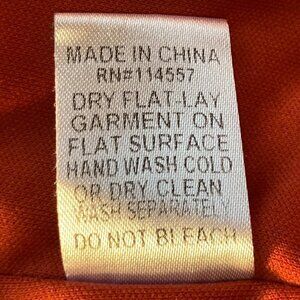 MADE IN CHINA
RN#114557
DRY FLAT-LAY
GARMENT ON
FLAT SURFACE
HAND WASH COLD
OR DRY CLEAN
WASH SEPARATELY
DO NOT BLEACH